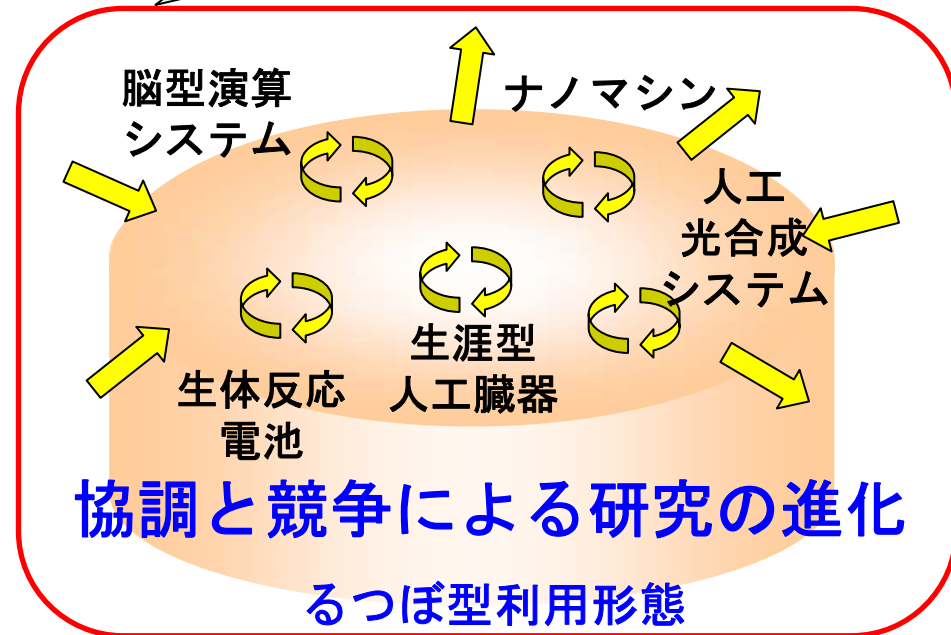 脳型演算
システム
ナノマシン
人工
光合成
システム
生涯型
人工臓器
生体反応
電池
協調と競争による研究の進化
るつぼ型利用形態